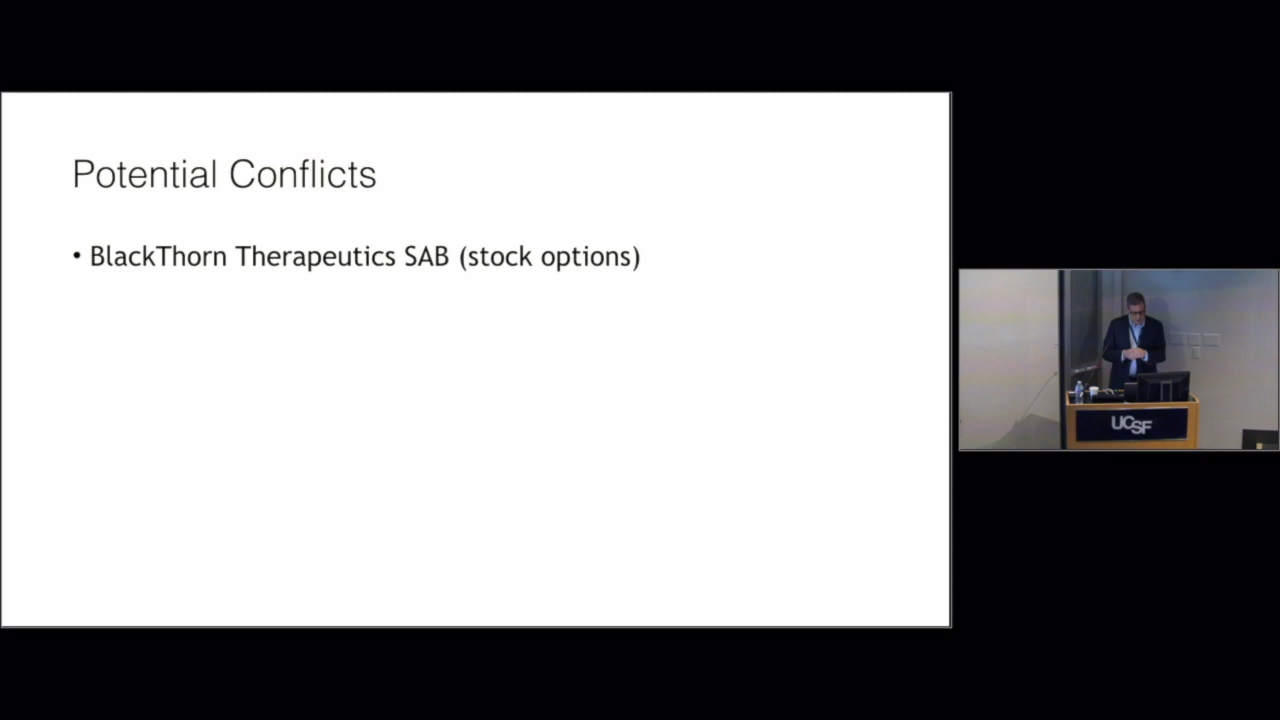 Potential Conflicts
• BlackThorn Therapeutics SAB (stock options)
UCSF